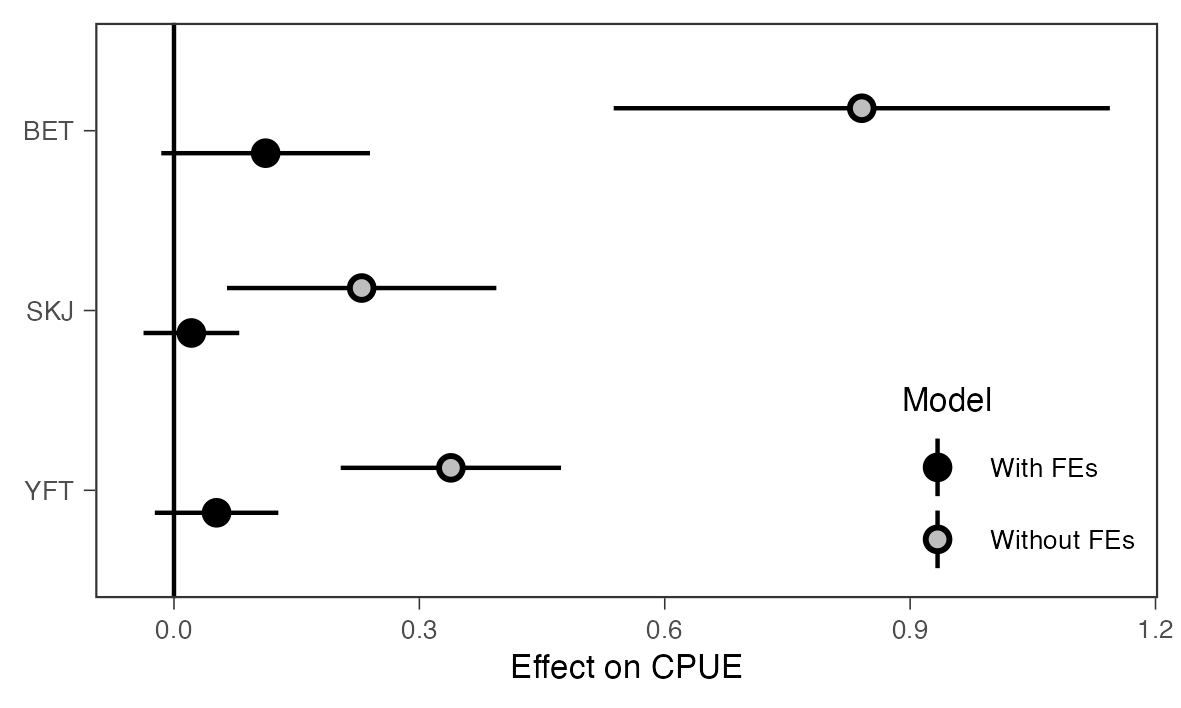 BET
SKJ
YFT
Model
With FEs
Without FEs
0.0 0.3 0.6 0.9 1.2
Effect on CPUE